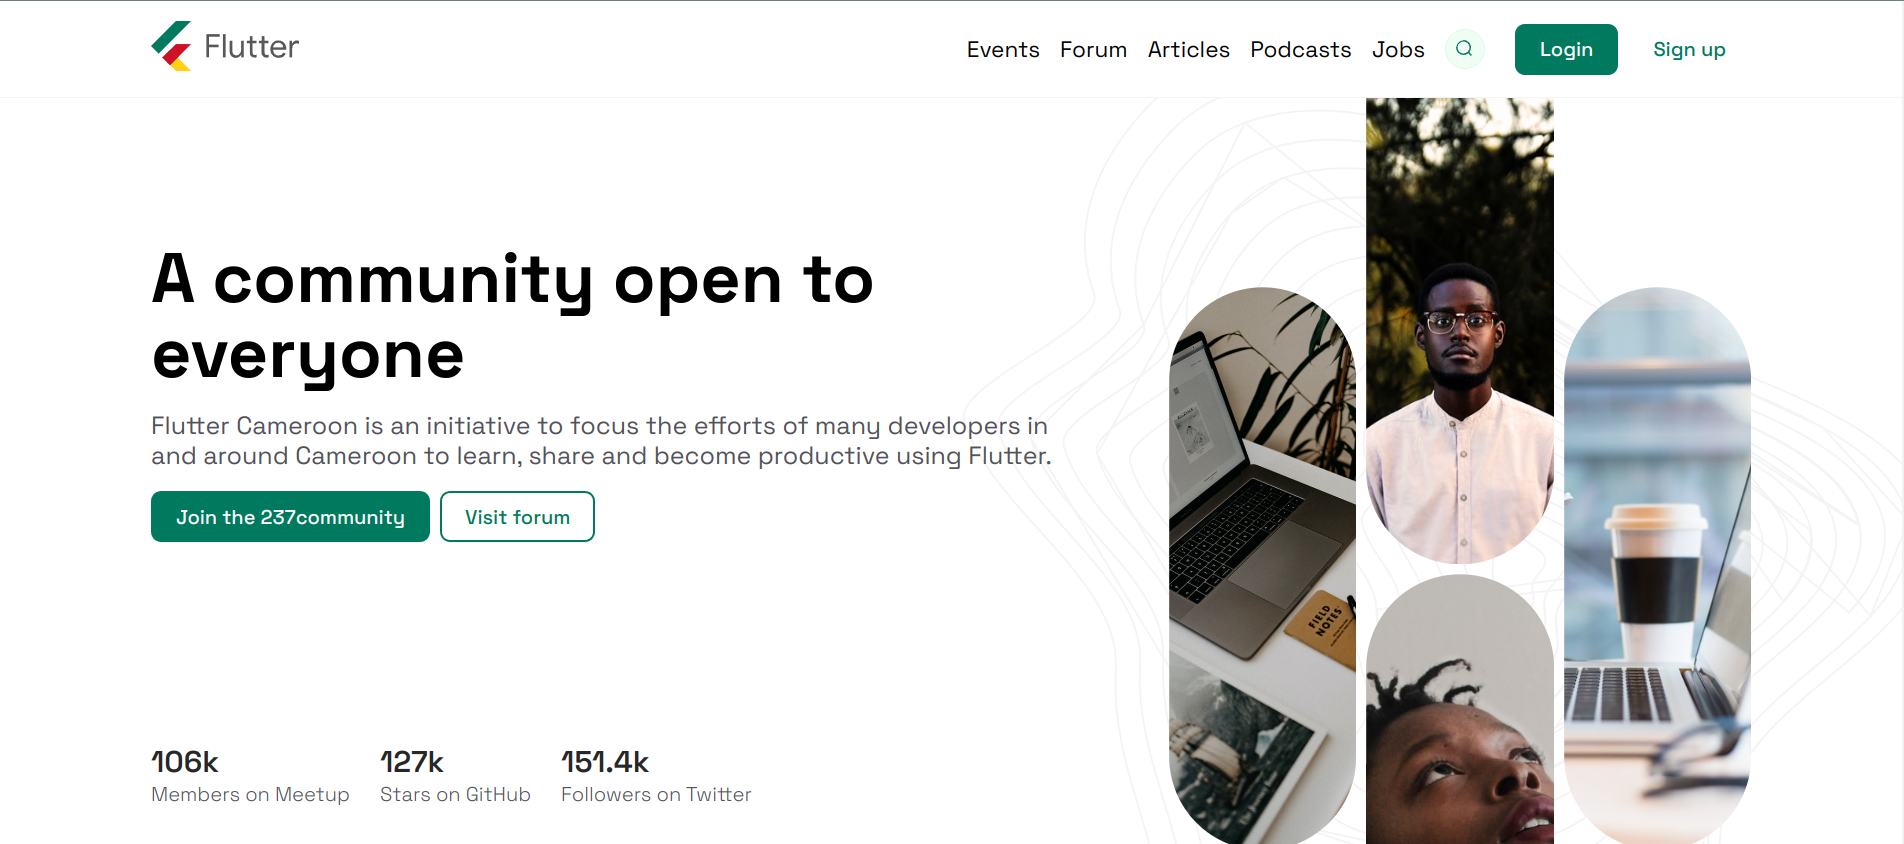 Flutter
Events Forum Articles Podcasts Jobs Login Sign up
A community open to
everyone
Flutter Cameroon is an initiative to focus the efforts of many developers in
and around Cameroon to learn, share and become productive using Flutter.
Join the 237community Visit forum
FIELD
NOTES
106k 127k 151.4k
Members on Meetup Stars on GitHub Followers on Twitter